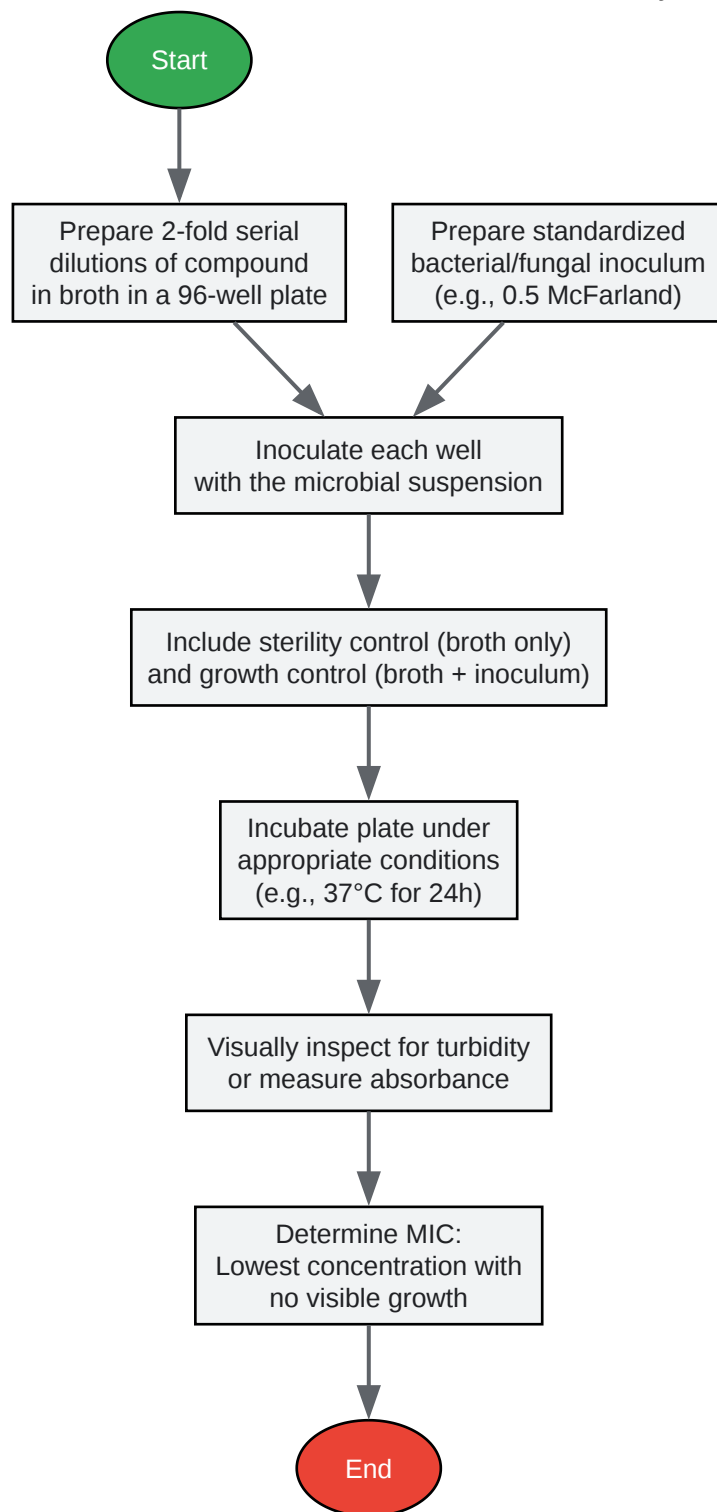 Start
Prepare 2-fold serial
dilutions of compound
in broth in a 96-well plate
Prepare standardized
bacterial/fungal inoculum
(e.g., 0.5 McFarland)
Inoculate each well
with the microbial suspension
Include sterility control (broth only)
and growth control (broth + inoculum)
Incubate plate under
appropriate conditions
(e.g., 37°C for 24h)
Visually inspect for turbidity
or measure absorbance
Determine MIC:
Lowest concentration with
no visible growth
End